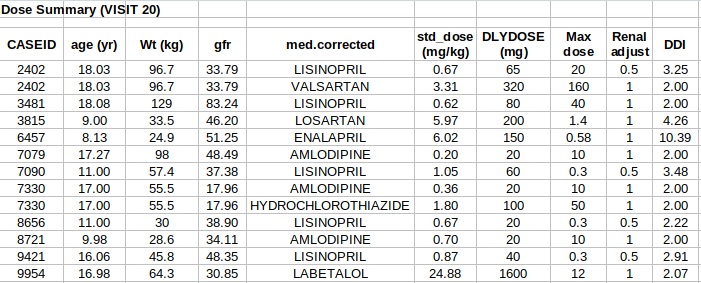 Dose Summary (VISIT 20)
CASEID age (yr) Wt (kg) gfr med.corrected std_dose (mg/kg) DLYDOSE (mg) Max dose Renal adjust DDI
2402 18.03 96.7 33.79 LISINOPRIL 0.67 65 20 0.5 3.25
2402 18.03 96.7 33.79 VALSARTAN 3.31 320 160 1 2.00
3481 18.08 129 83.24 LISINOPRIL 0.62 80 40 1 2.00
3815 9.00 33.5 46.20 LOSARTAN 5.97 200 1.4 1 4.26
6457 8.13 24.9 51.25 ENALAPRIL 6.02 150 0.58 1 10.39
7079 17.27 98 48.49 AMLODIPINE 0.20 20 10 1 2.00
7090 11.00 57.4 37.38 LISINOPRIL 1.05 60 0.3 0.5 3.48
7330 17.00 55.5 17.96 AMLODIPINE 0.36 20 10 1 2.00
7330 17.00 55.5 17.96 HYDROCHLOROTHIAZIDE 1.80 100 50 1 2.00
8656 11.00 30 38.90 LISINOPRIL 0.67 20 0.3 0.5 2.22
8721 9.98 28.6 34.11 AMLODIPINE 0.70 20 10 1 2.00
9421 16.06 45.8 48.35 LISINOPRIL 0.87 40 0.3 0.5 2.91
9954 16.98 64.3 30.85 LABETALOL 24.88 1600 12 1 2.07